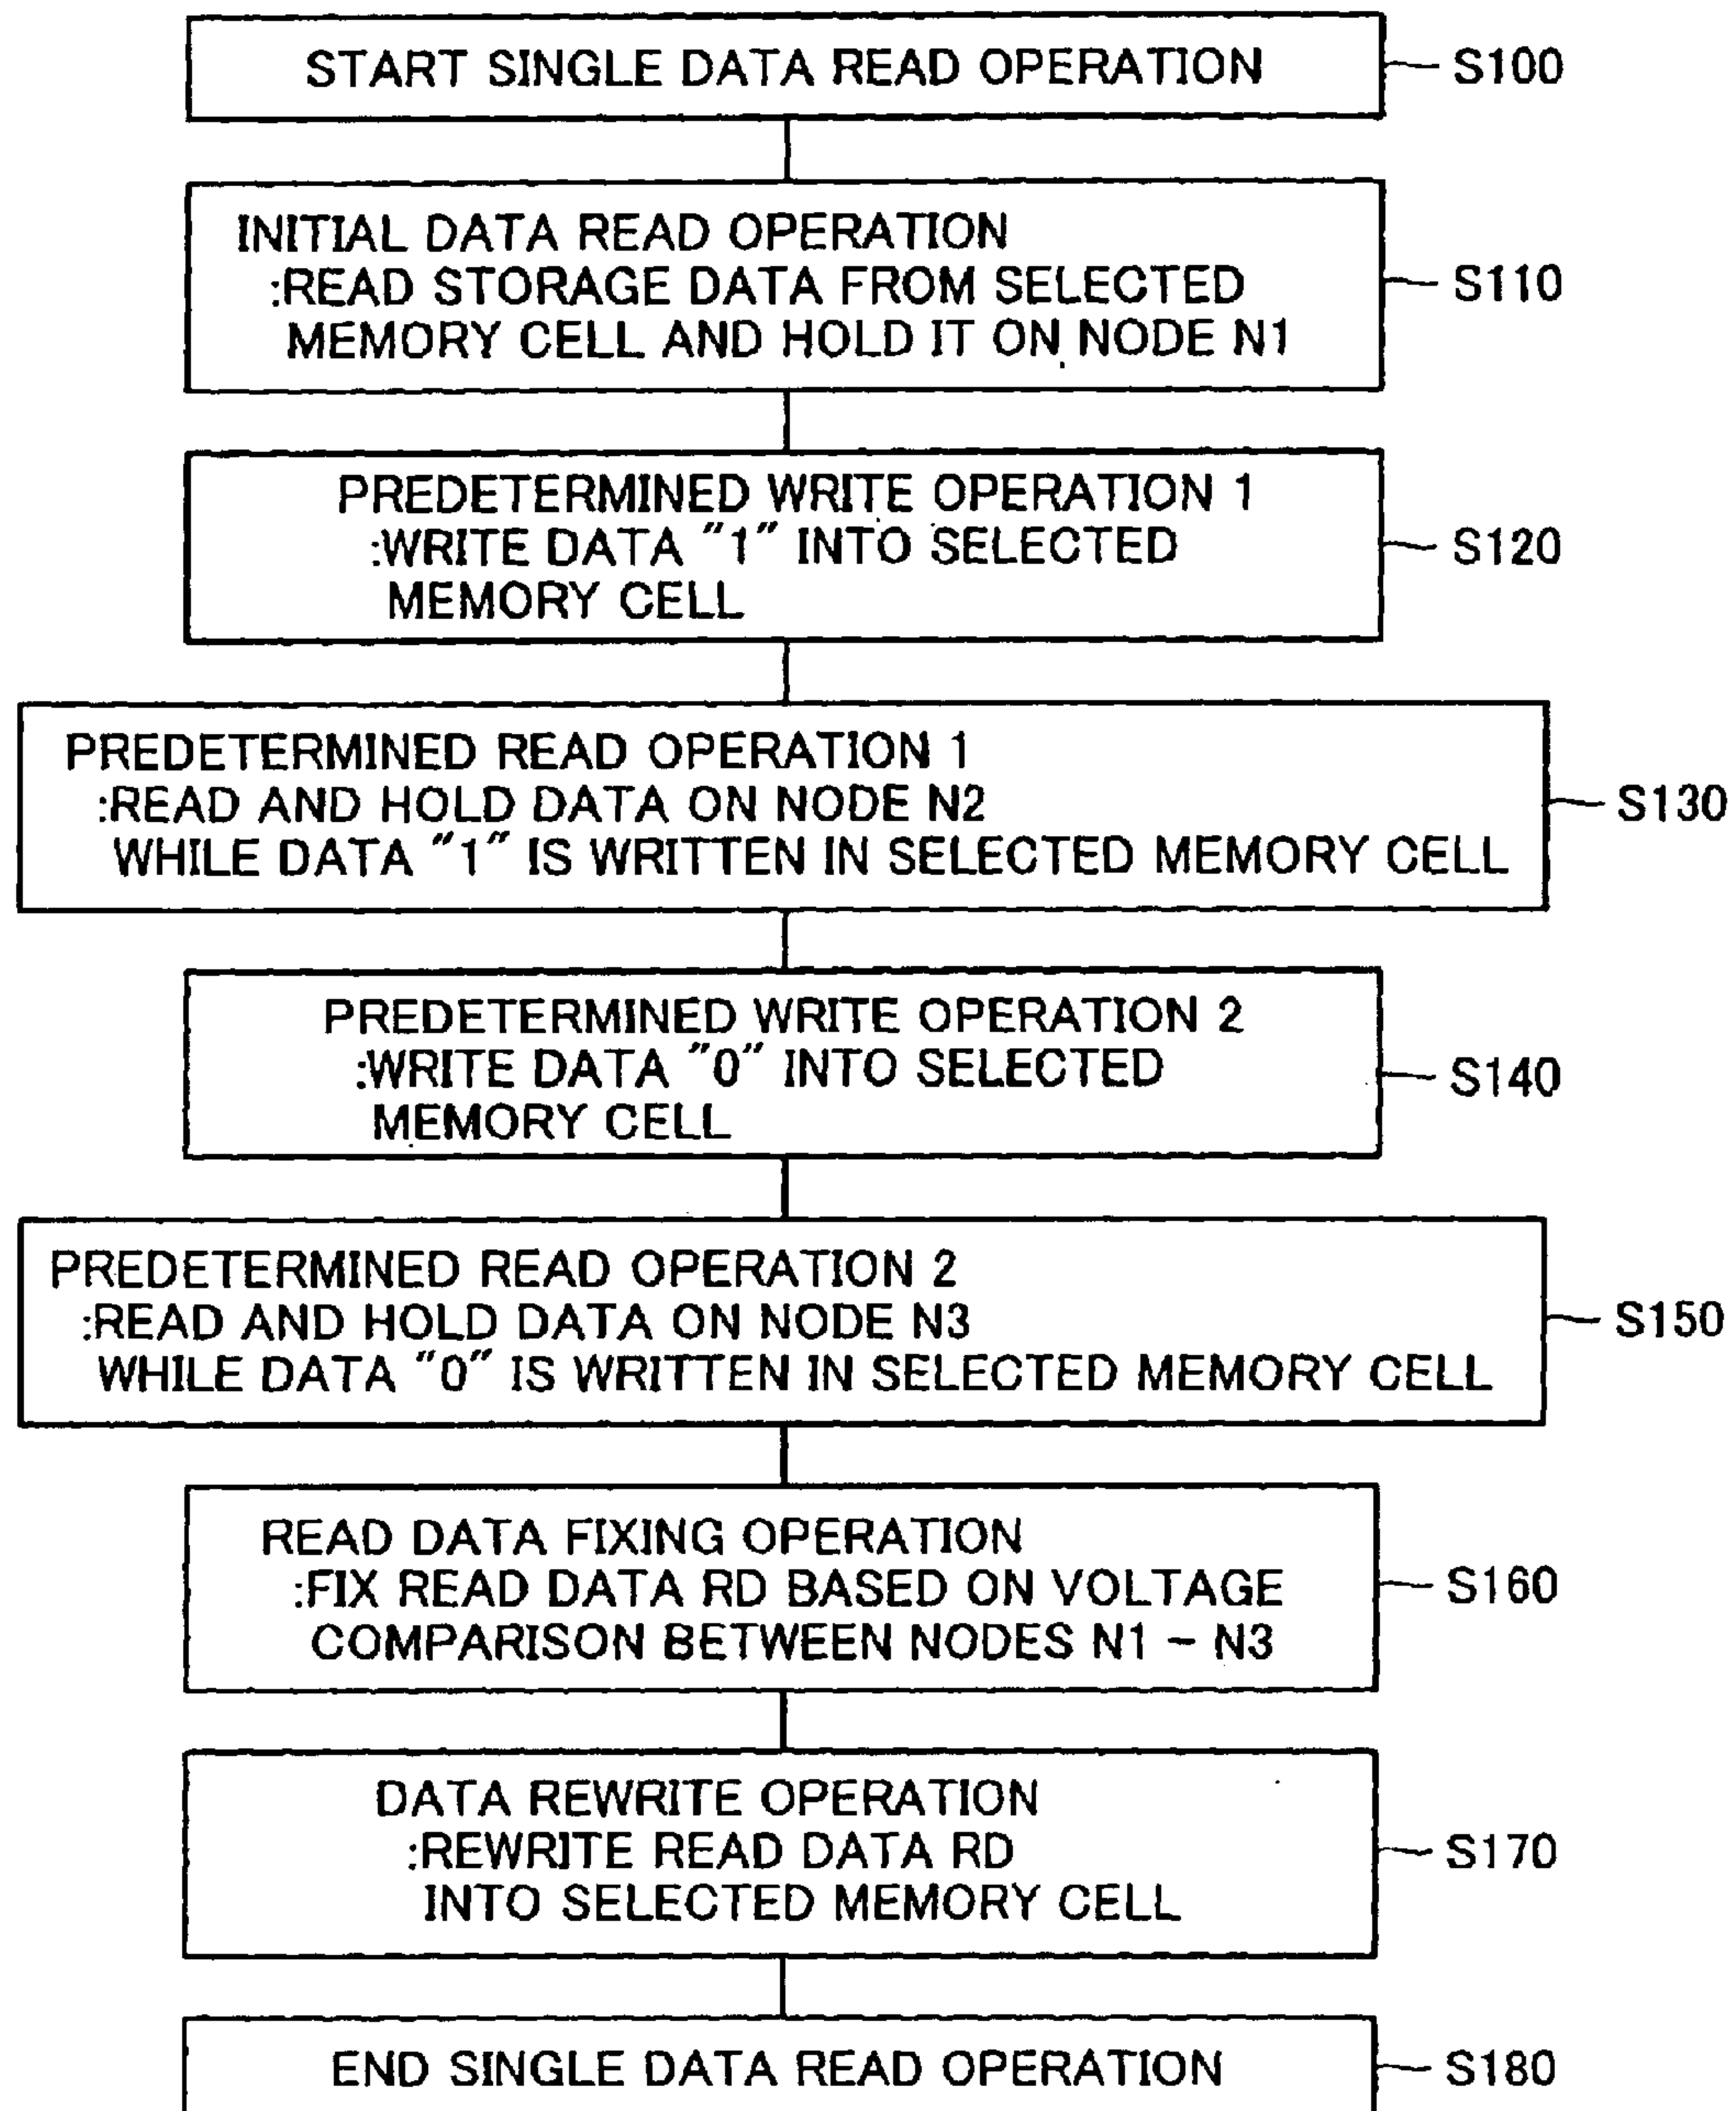 START SINGLE DATA READ OPERATION
S100
INITIAL DATA READ OPERATION
:READ STORAGE DATA FROM SELECTED
MEMORY CELL AND HOLD IT ON NODE N1
S110
PREDETERMINED WRITE OPERATION 1
:WRITE DATA "1" INTO SELECTED
MEMORY CELL
S120
PREDETERMINED READ OPERATION 1
:READ AND HOLD DATA ON NODE N2
WHILE DATA "1" IS WRITTEN IN SELECTED MEMORY CELL
S130
PREDETERMINED WRITE OPERATION 2
:WRITE DATA "0" INTO SELECTED
MEMORY CELL
S140
PREDETERMINED READ OPERATION 2
:READ AND HOLD DATA ON NODE N3
WHILE DATA "0" IS WRITTEN IN SELECTED MEMORY CELL
S150
READ DATA FIXING OPERATION
:FIX READ DATA RD BASED ON VOLTAGE
COMPARISON BETWEEN NODES N1 – N3
S160
DATA REWRITE OPERATION
:REWRITE READ DATA RD
INTO SELECTED MEMORY CELL
S170
END SINGLE DATA READ OPERATION
S180